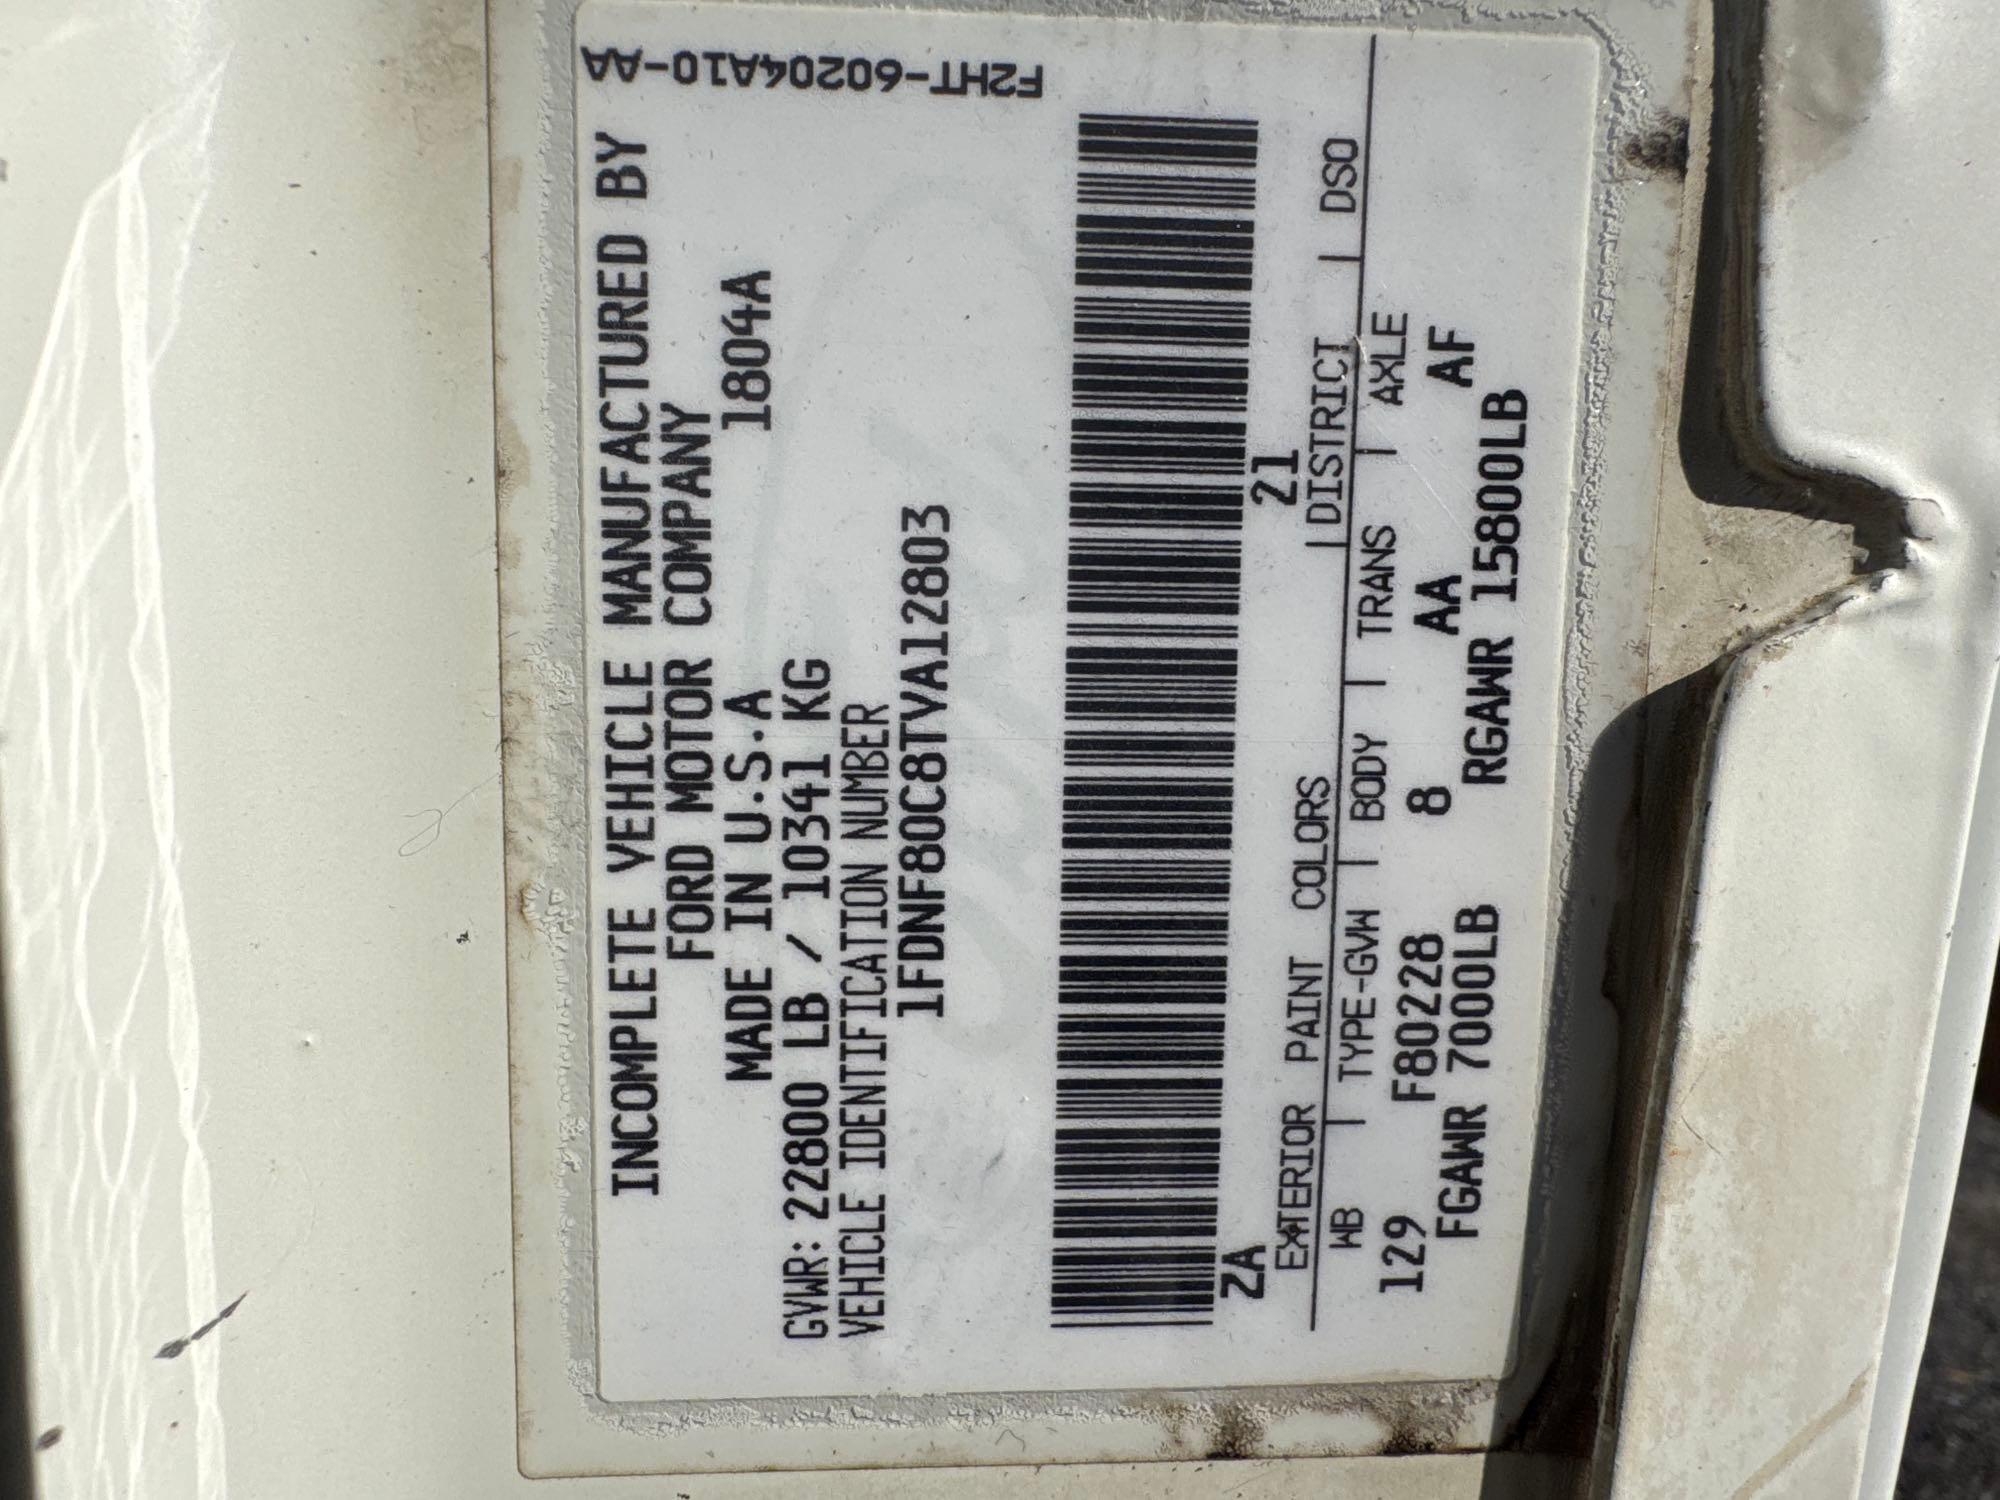 INCOMPLETE VEHICLE MANUFACTURED BY
FORD MOTOR COMPANY
MADE IN U.S.A 1804A
GVWR: 22800 LB / 10341 KG
VEHICLE IDENTIFICATION NUMBER
1FDNF80C8TVA12803
F2HT-60204A10-AA
ZA 21
EXTERIOR PAINT COLORS | DISTRICT | DSO
WB | TYPE-GVW | BODY | TRANS | AXLE
129 F80228 8 AA AF
FGAWR 7000LB RGAWR 15800LB